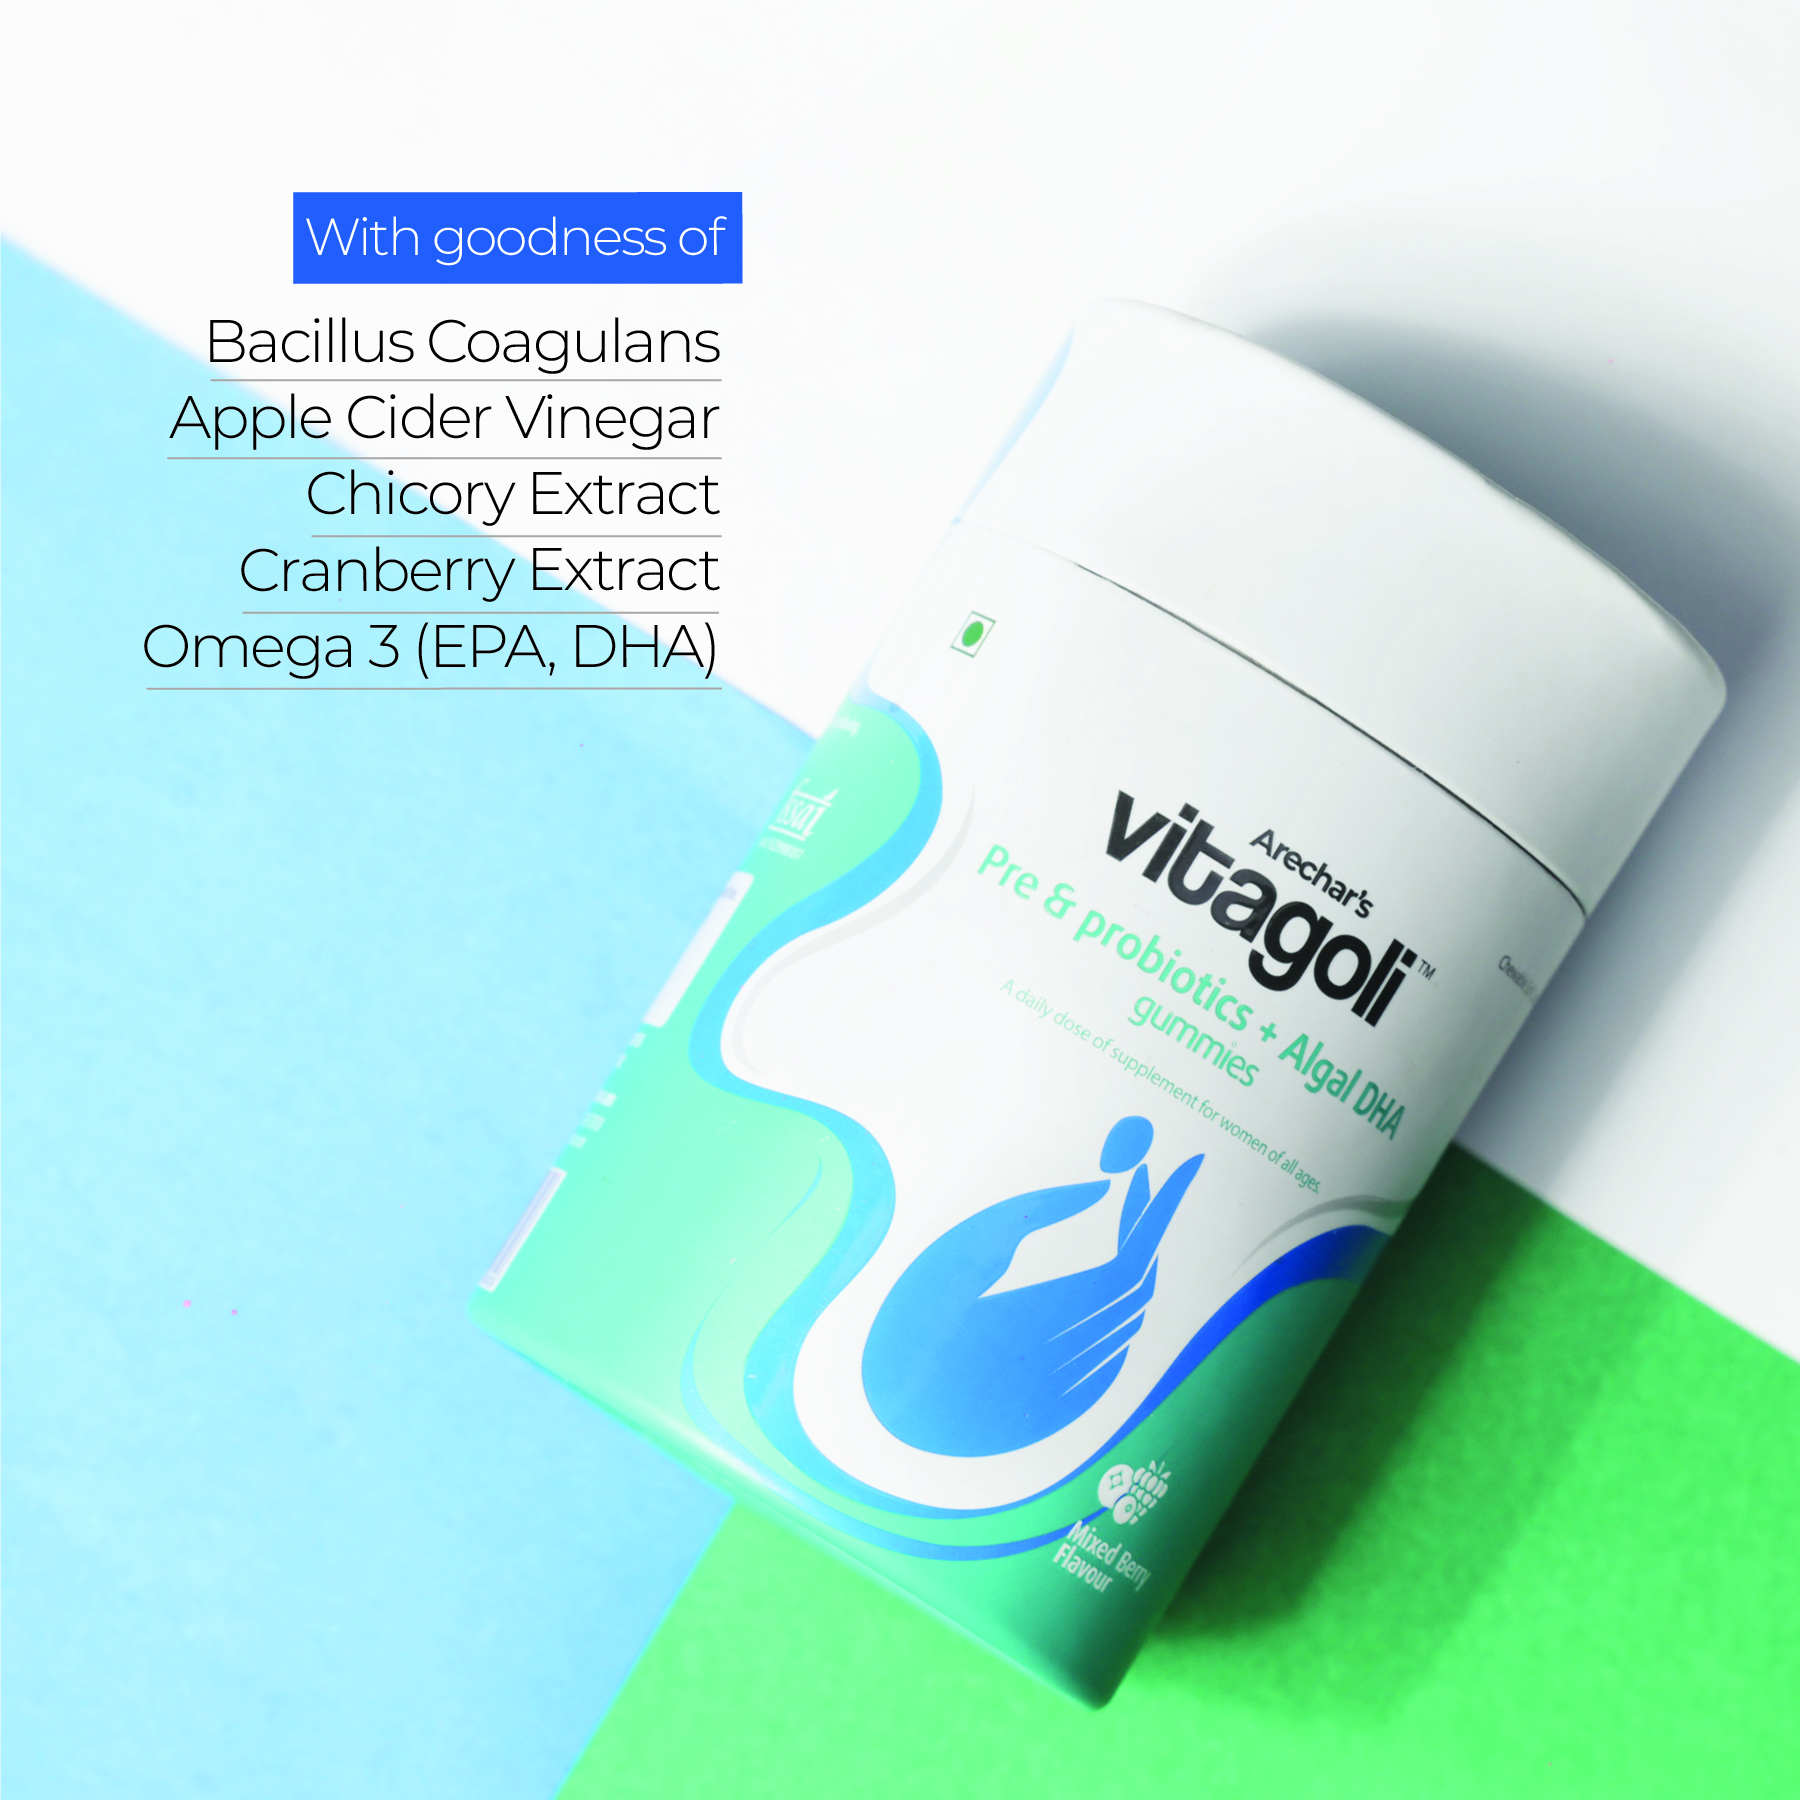 With goodness of
Bacillus Coagulans
Apple Cider Vinegar
Chicory Extract
Cranberry Extract
Omega 3 (EPA, DHA)
Arechar's
vitagoli™
Pre & probiotics + Algal DHA
gummies
A daily dose of supplement for women of all ages.
Mixed Berry
Flavour